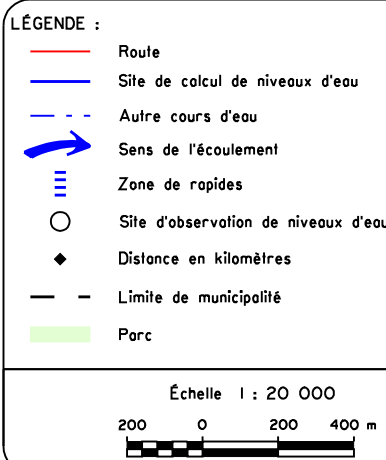 LÉGENDE :
Route
Site de calcul de niveaux d'eau
Autre cours d'eau
Sens de l'écoulement
Zone de rapides
Site d'observation de niveaux d'eau
Distance en kilomètres
Limite de municipalité
Parc
Échelle 1 : 20 000
200 0 200 400 m